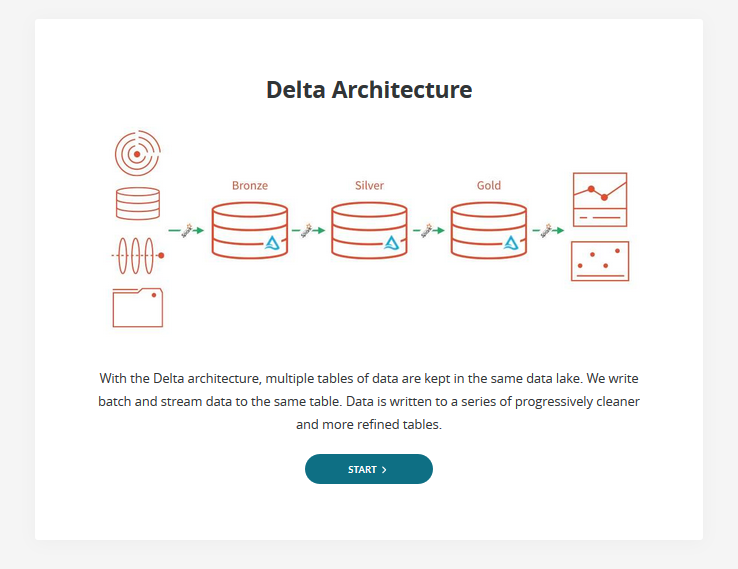 Delta Architecture
Bronze
Silver
Gold
With the Delta architecture, multiple tables of data are kept in the same data lake. We write
batch and stream data to the same table. Data is written to a series of progressively cleaner
and more refined tables.
START